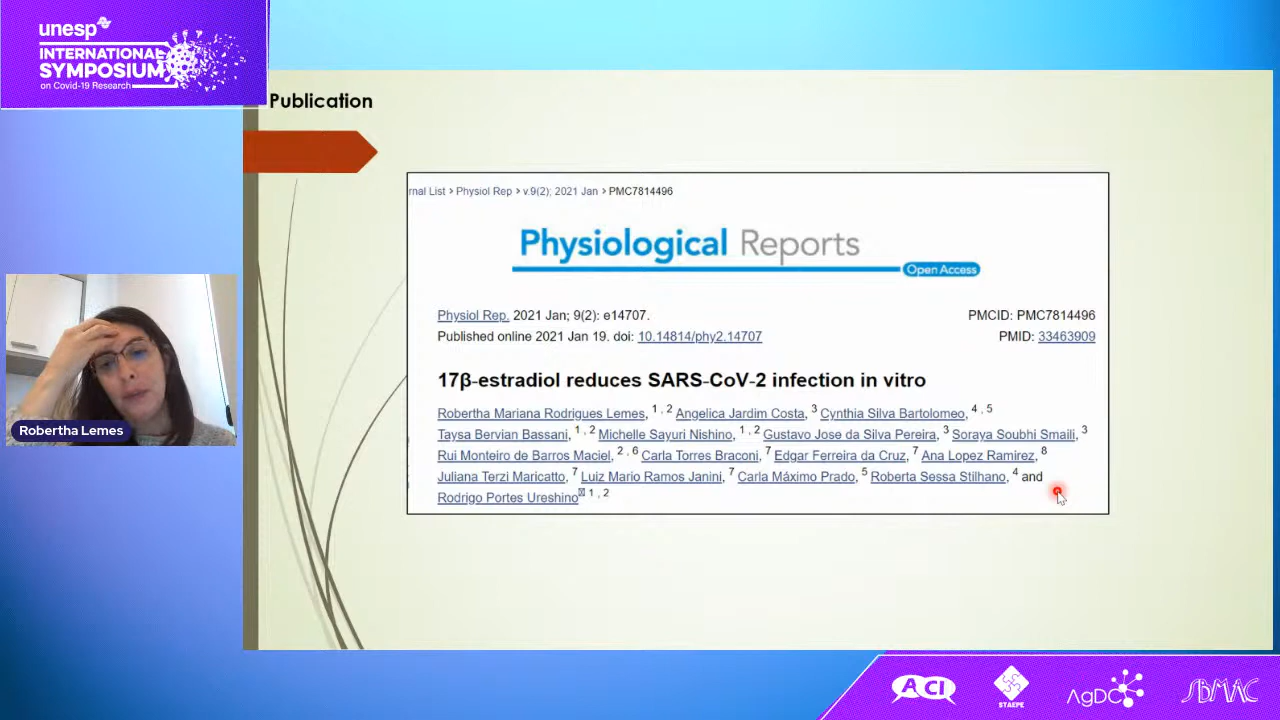 unesp
INTERNATIONAL
SYMPOSIUM
on Covid-19 Research
Publication
rnal List > Physiol Rep > v.9(2); 2021 Jan > PMC7814496
Physiological Reports
Open Access
Physiol Rep. 2021 Jan; 9(2): e14707.
PMCID: PMC7814496
Published online 2021 Jan 19. doi: 10.14814/phy2.14707
PMID: 33463909
17β-estradiol reduces SARS-CoV-2 infection in vitro
Robertha Mariana Rodrigues Lemes, 1 , 2 Angelica Jardim Costa, 3 Cynthia Silva Bartolomeo, 4 , 5
Taysa Bervian Bassani, 1 , 2 Michelle Sayuri Nishino, 1 , 2 Gustavo Jose da Silva Pereira, 3 Soraya Soubhi Smaili, 3
Rui Monteiro de Barros Maciel, 2 , 6 Carla Torres Braconi, 7 Edgar Ferreira da Cruz, 7 Ana Lopez Ramirez, 8
Juliana Terzi Maricatto, 7 Luiz Mario Ramos Janini, 7 Carla Máximo Prado, 5 Roberta Sessa Stilhano, 4 and
Rodrigo Portes Ureshino 1 , 2
Robertha Lemes
ACI
STAEPE
AgDC
SBMAC